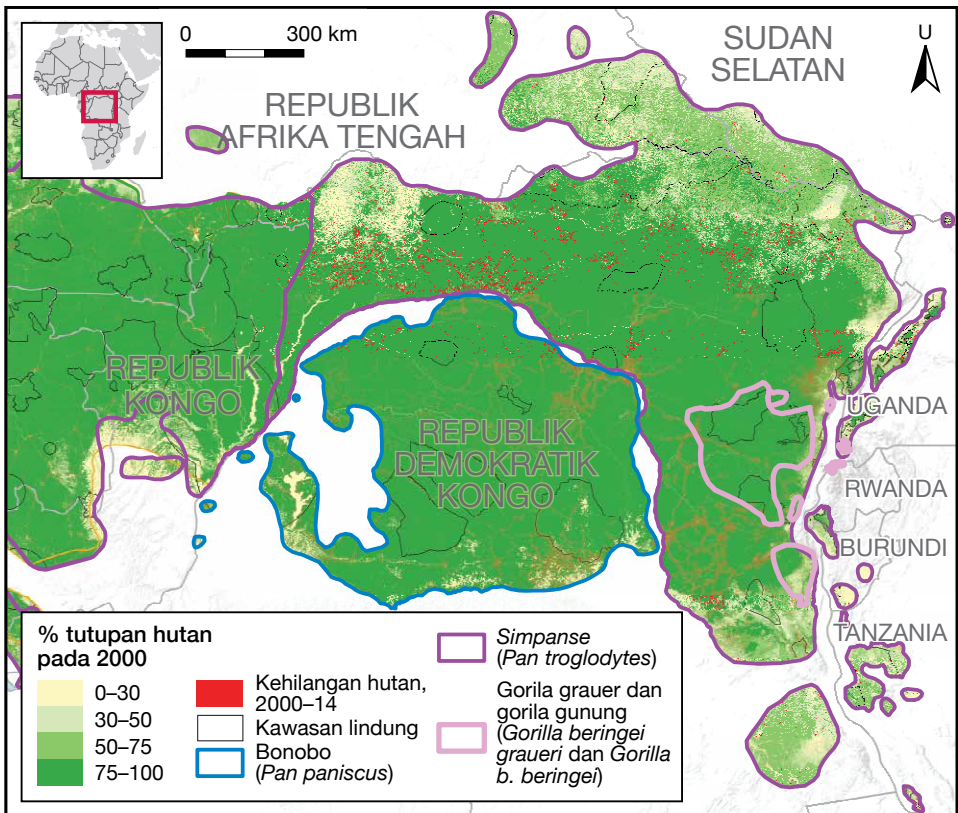 0 300 km
U
SUDAN
SELATAN
REPUBLIK
AFRIKA TENGAH
REPUBLIK
KONGO
REPUBLIK
DEMOKRATIK
KONGO
UGANDA
RWANDA
BURUNDI
TANZANIA
% tutupan hutan
pada 2000
0–30
30–50
50–75
75–100
Kehilangan hutan,
2000–14
Kawasan lindung
Bonobo
(Pan paniscus)
Simpanse
(Pan troglodytes)
Gorila grauer dan
gorila gunung
(Gorilla beringei
graueri dan Gorilla
b. beringei)